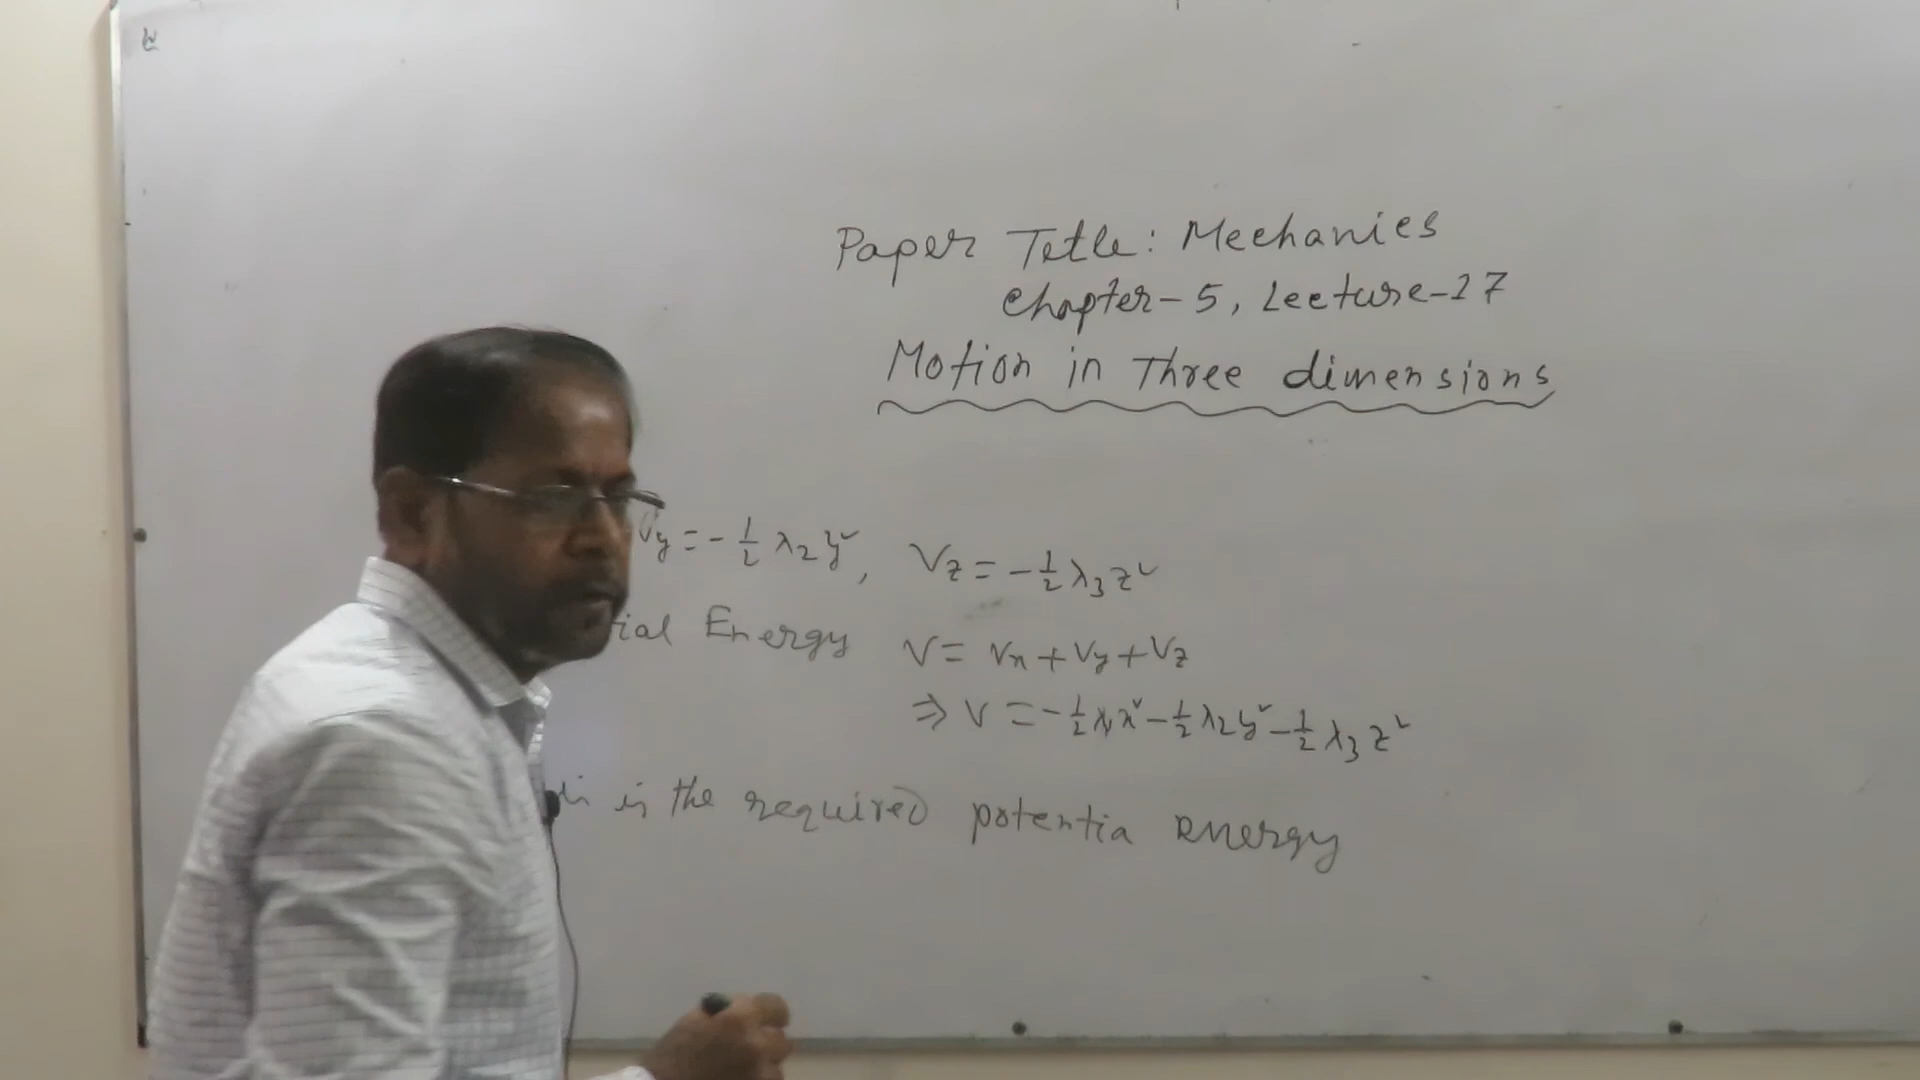 Paper Title: Mechanics
Chapter-5, Lecture-17
Motion in Three dimensions
Vy = -1/2 λ2 y², Vz = -1/2 λ3 z²
tial Energy V = Vx + Vy + Vz
⇒ V = -1/2 λ1 x² - 1/2 λ2 y² - 1/2 λ3 z²
is the required potentia Energy